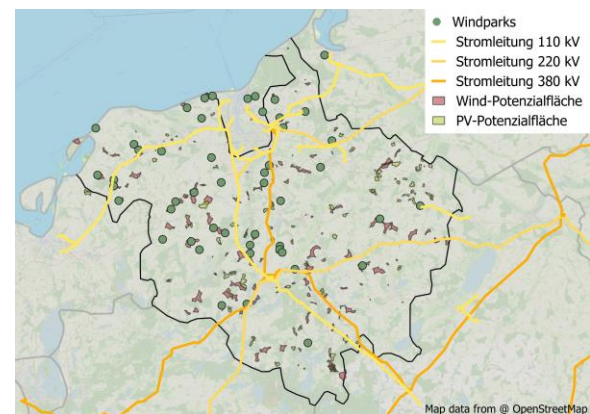 Windparks
Stromleitung 110 kV
Stromleitung 220 kV
Stromleitung 380 kV
Wind-Potenzialfläche
PV-Potenzialfläche
Map data from @ OpenStreetMap